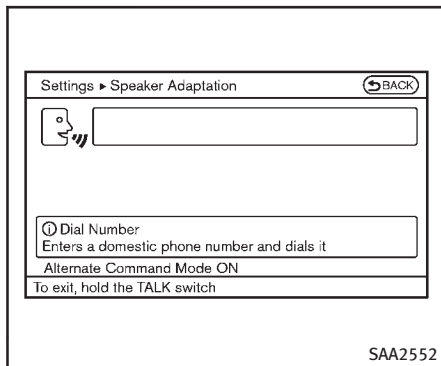 Settings ▸ Speaker Adaptation
BACK
ⓘ Dial Number
Enters a domestic phone number and dials it
Alternate Command Mode ON
To exit, hold the TALK switch
SAA2552